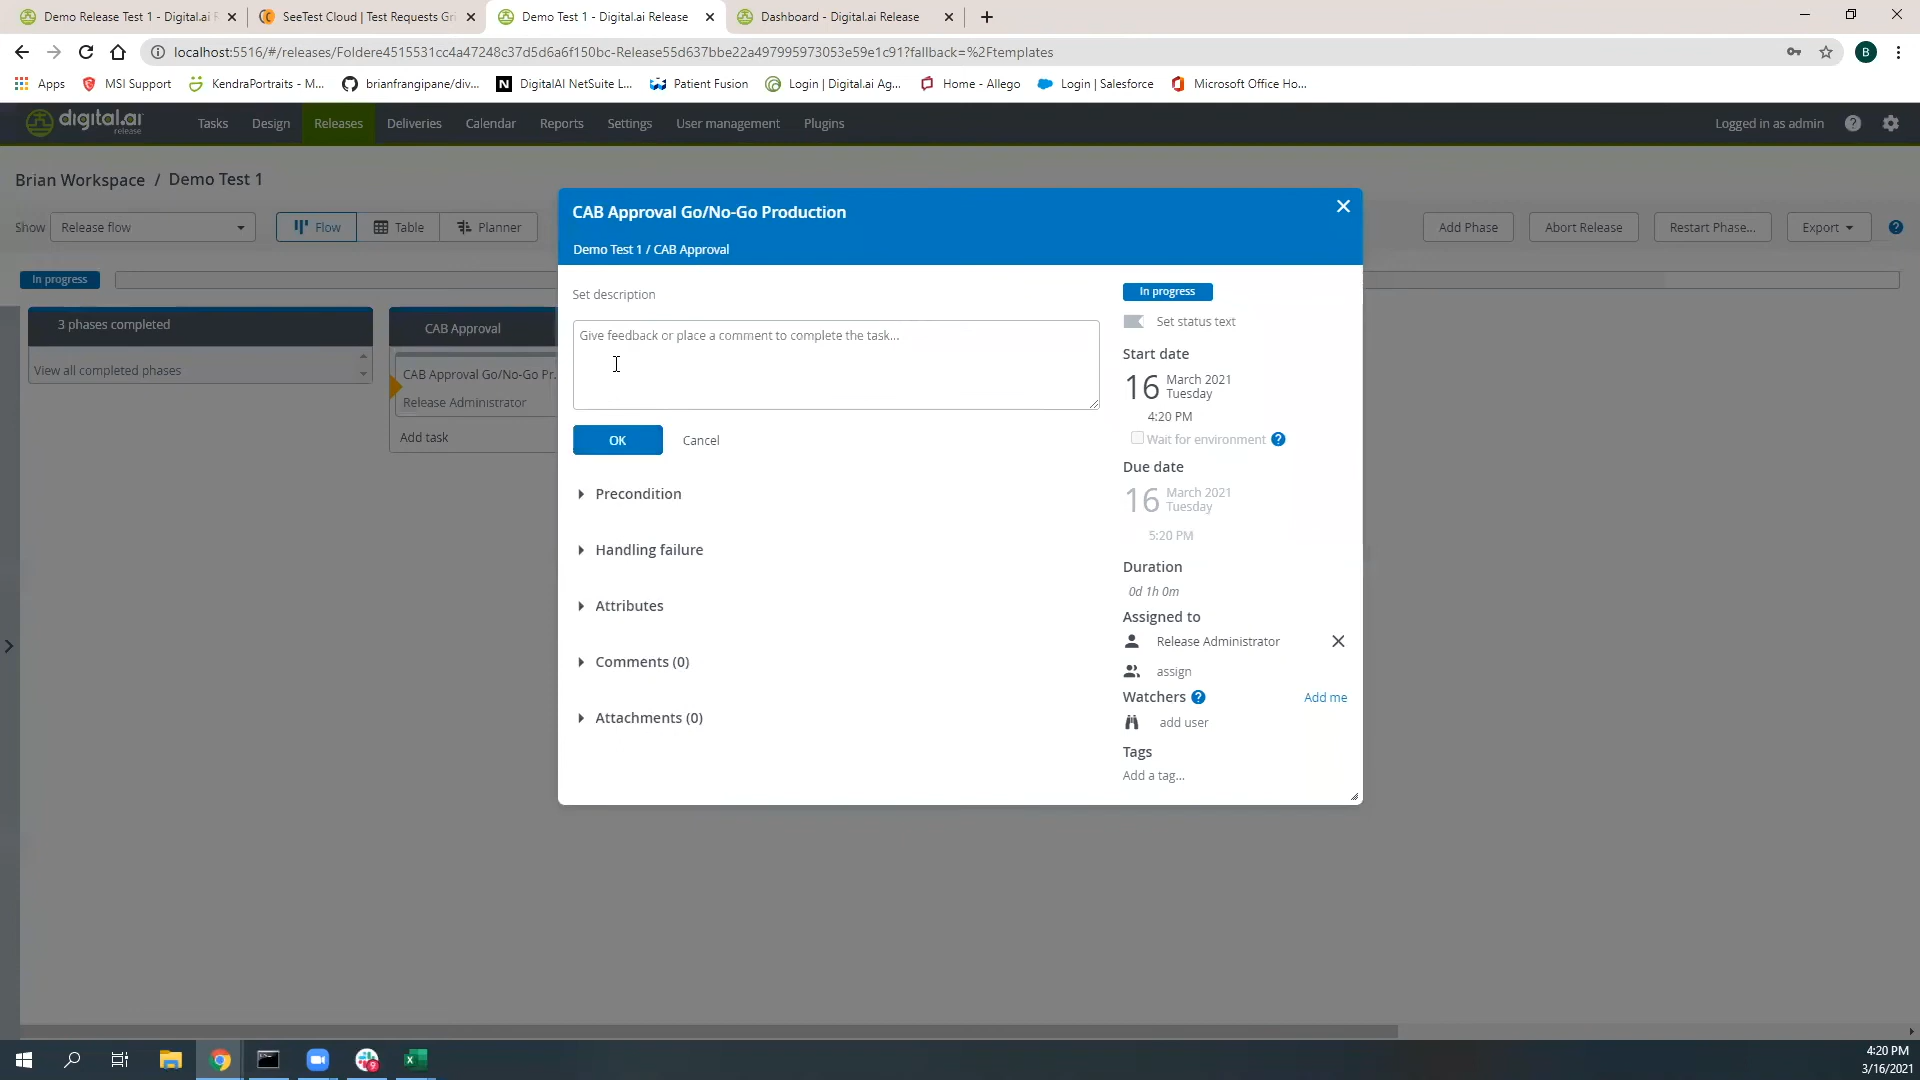 Demo Release Test 1 - Digital.ai R
SeeTest Cloud | Test Requests Gri
Demo Test 1 - Digital.ai Release
Dashboard - Digital.ai Release
localhost:5516/#/releases/Foldere4515531cc4a47248c37d5d6a6f150bc-Release55d637bbe22a497995973053e59e1c91?fallback=%2Ftemplates
B
Apps
MSI Support
KendraPortraits - M...
brianfrangipane/div...
DigitalAI NetSuite L...
Patient Fusion
Login | Digital.ai Ag...
Home - Allego
Login | Salesforce
Microsoft Office Ho...
digital.ai
release
Tasks
Design
Releases
Deliveries
Calendar
Reports
Settings
User management
Plugins
Logged in as admin
Brian Workspace / Demo Test 1
Show
Release flow
Flow
Table
Planner
Add Phase
Abort Release
Restart Phase...
Export
In progress
3 phases completed
View all completed phases
CAB Approval
CAB Approval Go/No-Go Pr...
Release Administrator
Add task
CAB Approval Go/No-Go Production
Demo Test 1 / CAB Approval
Set description
Give feedback or place a comment to complete the task...
OK
Cancel
Precondition
Handling failure
Attributes
Comments (0)
Attachments (0)
In progress
Set status text
Start date
16 March 2021
Tuesday
4:20 PM
Wait for environment
Due date
16 March 2021
Tuesday
5:20 PM
Duration
0d 1h 0m
Assigned to
Release Administrator
assign
Watchers
Add me
add user
Tags
Add a tag...
4:20 PM
3/16/2021